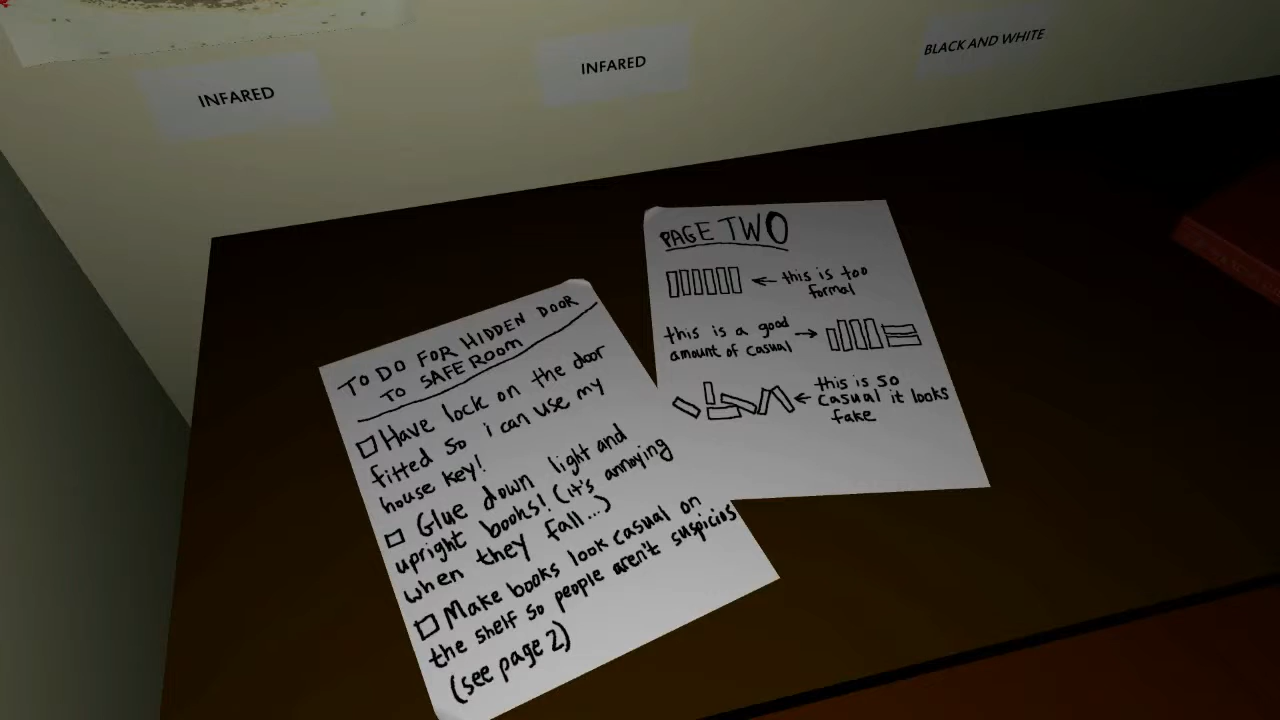 INFARED
INFARED
BLACK AND WHITE
TO DO FOR HIDDEN DOOR
TO SAFE ROOM
Have lock on the door
fitted so i can use my
house key!
Glue down light and
upright books! (it's annoying
when they fall...)
Make books look casual on
the shelf so people aren't suspicios
(see page 2)
PAGE TWO
this is too
formal
this is a good
amount of casual
this is so
casual it looks
fake